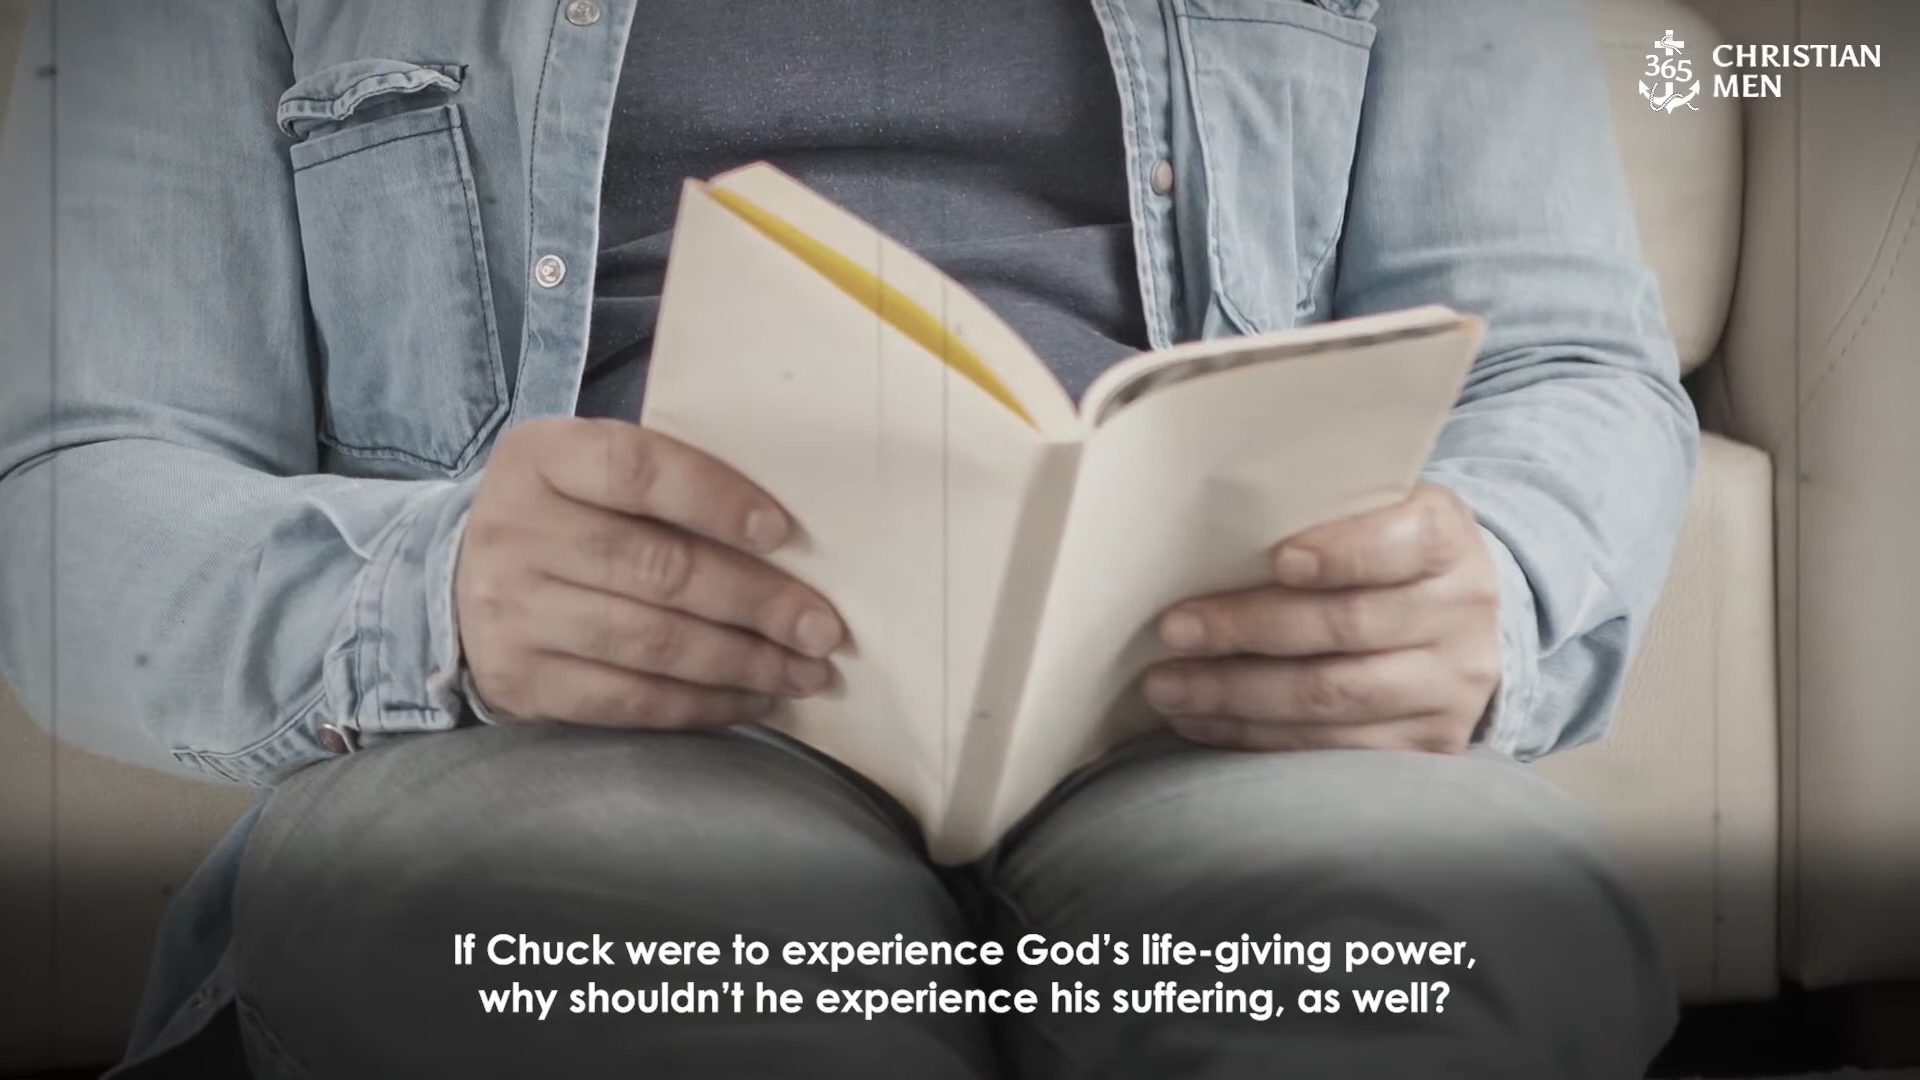 365
CHRISTIAN
MEN
If Chuck were to experience God's life-giving power,
why shouldn't he experience his suffering, as well?